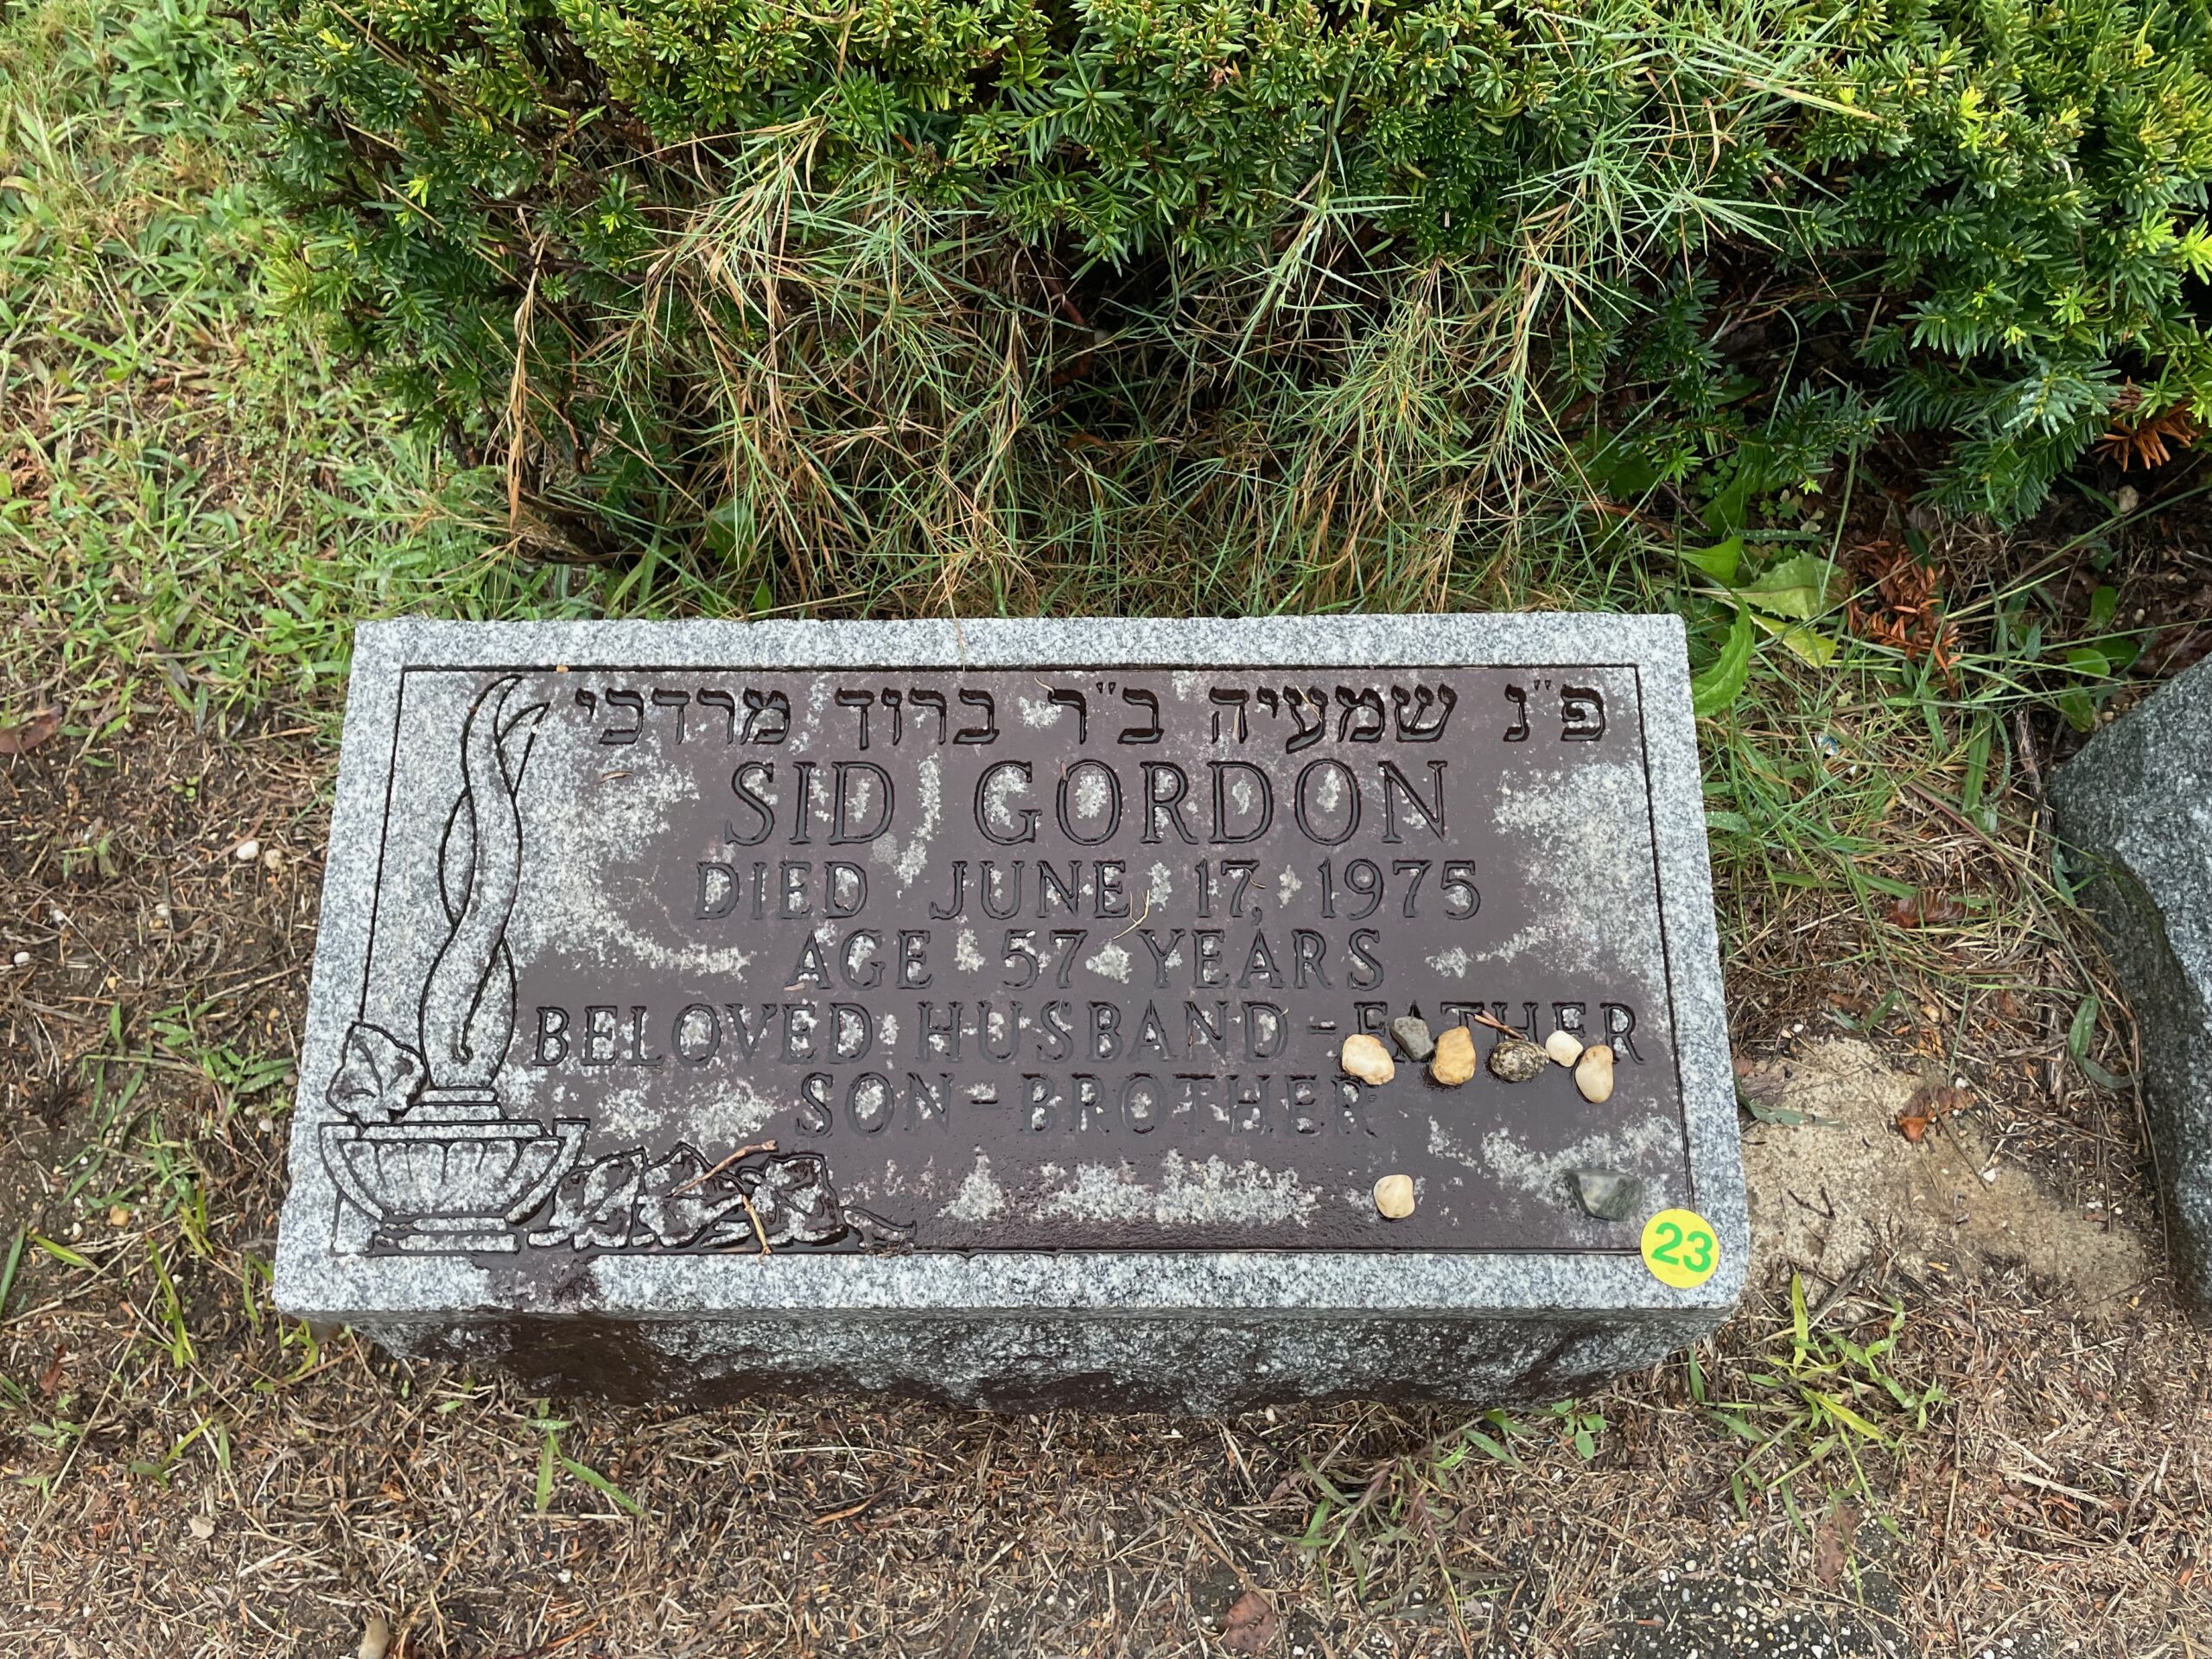 פ"נ שמעיה ב"ר ברוך מרדכי
SID GORDON
DIED JUNE 17, 1975
AGE 57 YEARS
BELOVED HUSBAND-FATHER
SON-BROTHER
23